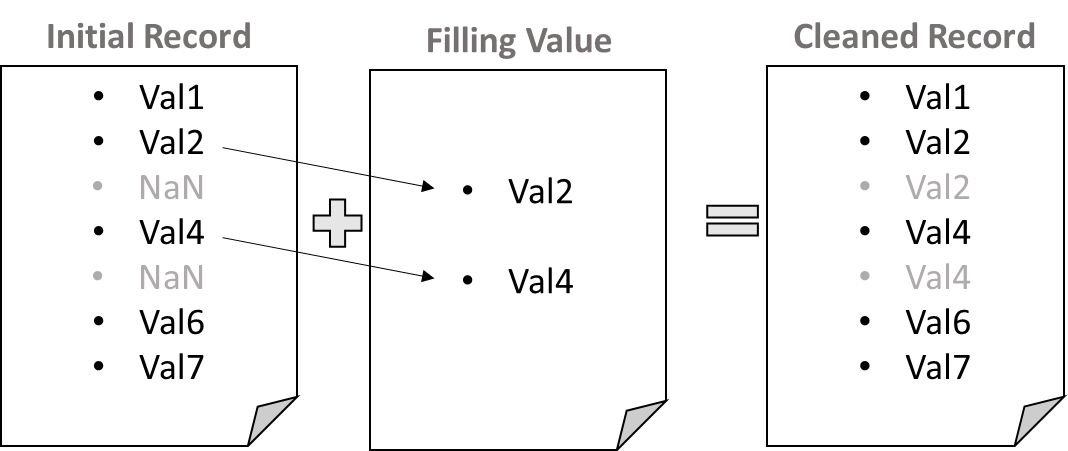 Initial Record
Val1
Val2
NaN
Val4
NaN
Val6
Val7
Filling Value
Val2
Val4
Cleaned Record
Val1
Val2
Val2
Val4
Val4
Val6
Val7